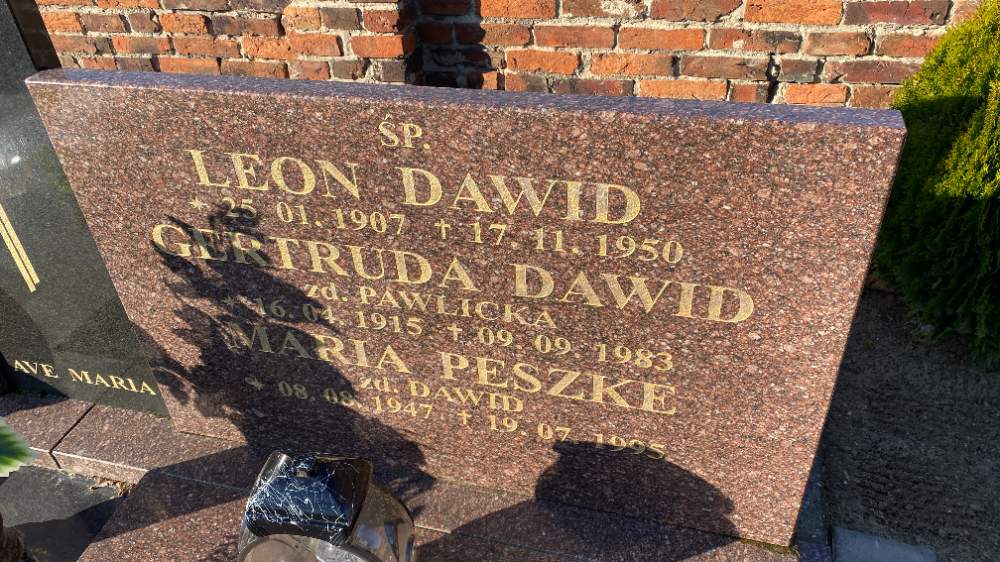 ŚP.
LEON DAWID
* 25. 01. 1907 † 17. 11. 1950
GERTRUDA DAWID
zd. PAWLICKA
* 16. 04. 1915 † 09. 09. 1983
MARIA PESZKE
zd. DAWID
* 08. 08. 1947 † 19. 07. 1995
AVE MARIA